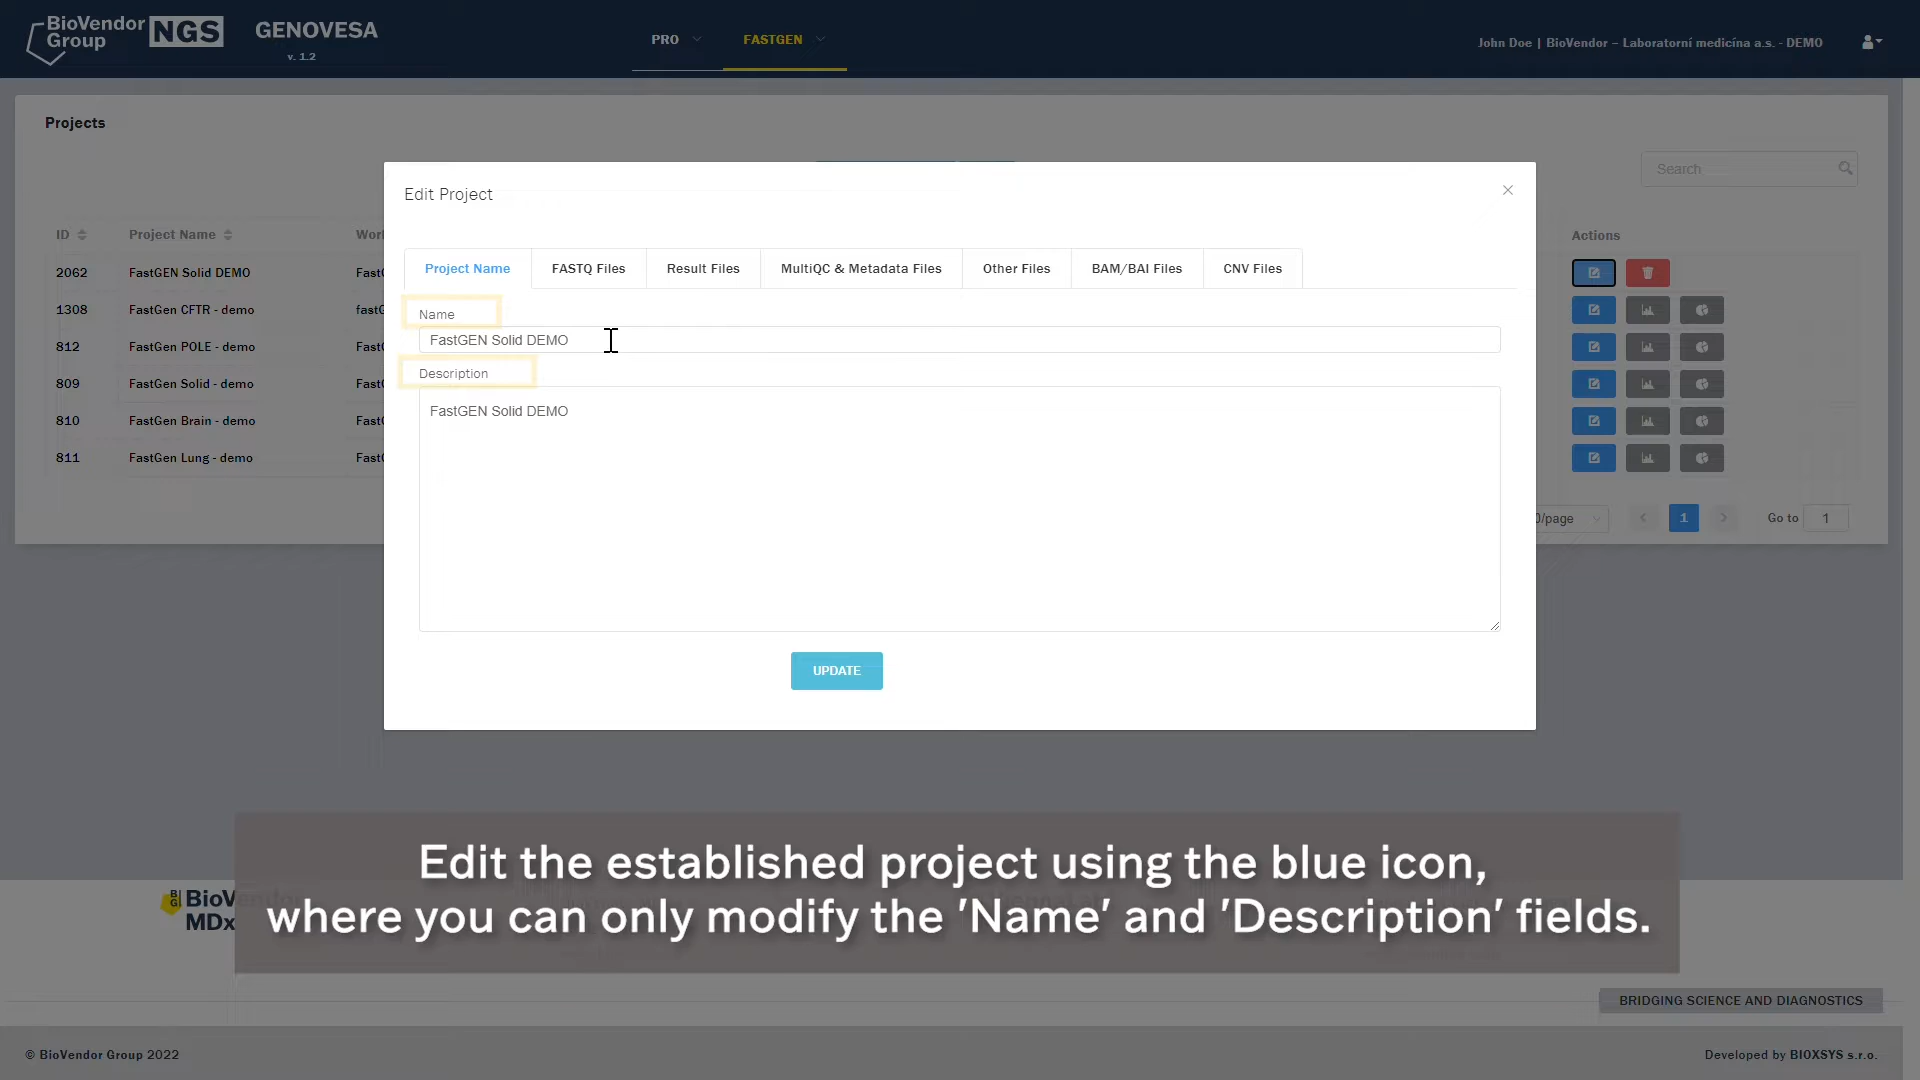 BioVendor
Group NGS
GENOVESA
v. 1.2
PRO
FASTGEN
John Doe | BioVendor – Laboratorní medicína a.s. - DEMO
Projects
Search
ID
Project Name
Actions
2062
FastGEN Solid DEMO
1308
FastGen CFTR - demo
812
FastGen POLE - demo
809
FastGen Solid - demo
810
FastGen Brain - demo
811
FastGen Lung - demo
Edit Project
Project Name
FASTQ Files
Result Files
MultiQC & Metadata Files
Other Files
BAM/BAI Files
CNV Files
Name
FastGEN Solid DEMO
Description
FastGEN Solid DEMO
UPDATE
/page
1
Go to
1
Edit the established project using the blue icon,
where you can only modify the 'Name' and 'Description' fields.
MDx
BRIDGING SCIENCE AND DIAGNOSTICS
© BioVendor Group 2022
Developed by BIOXSYS s.r.o.